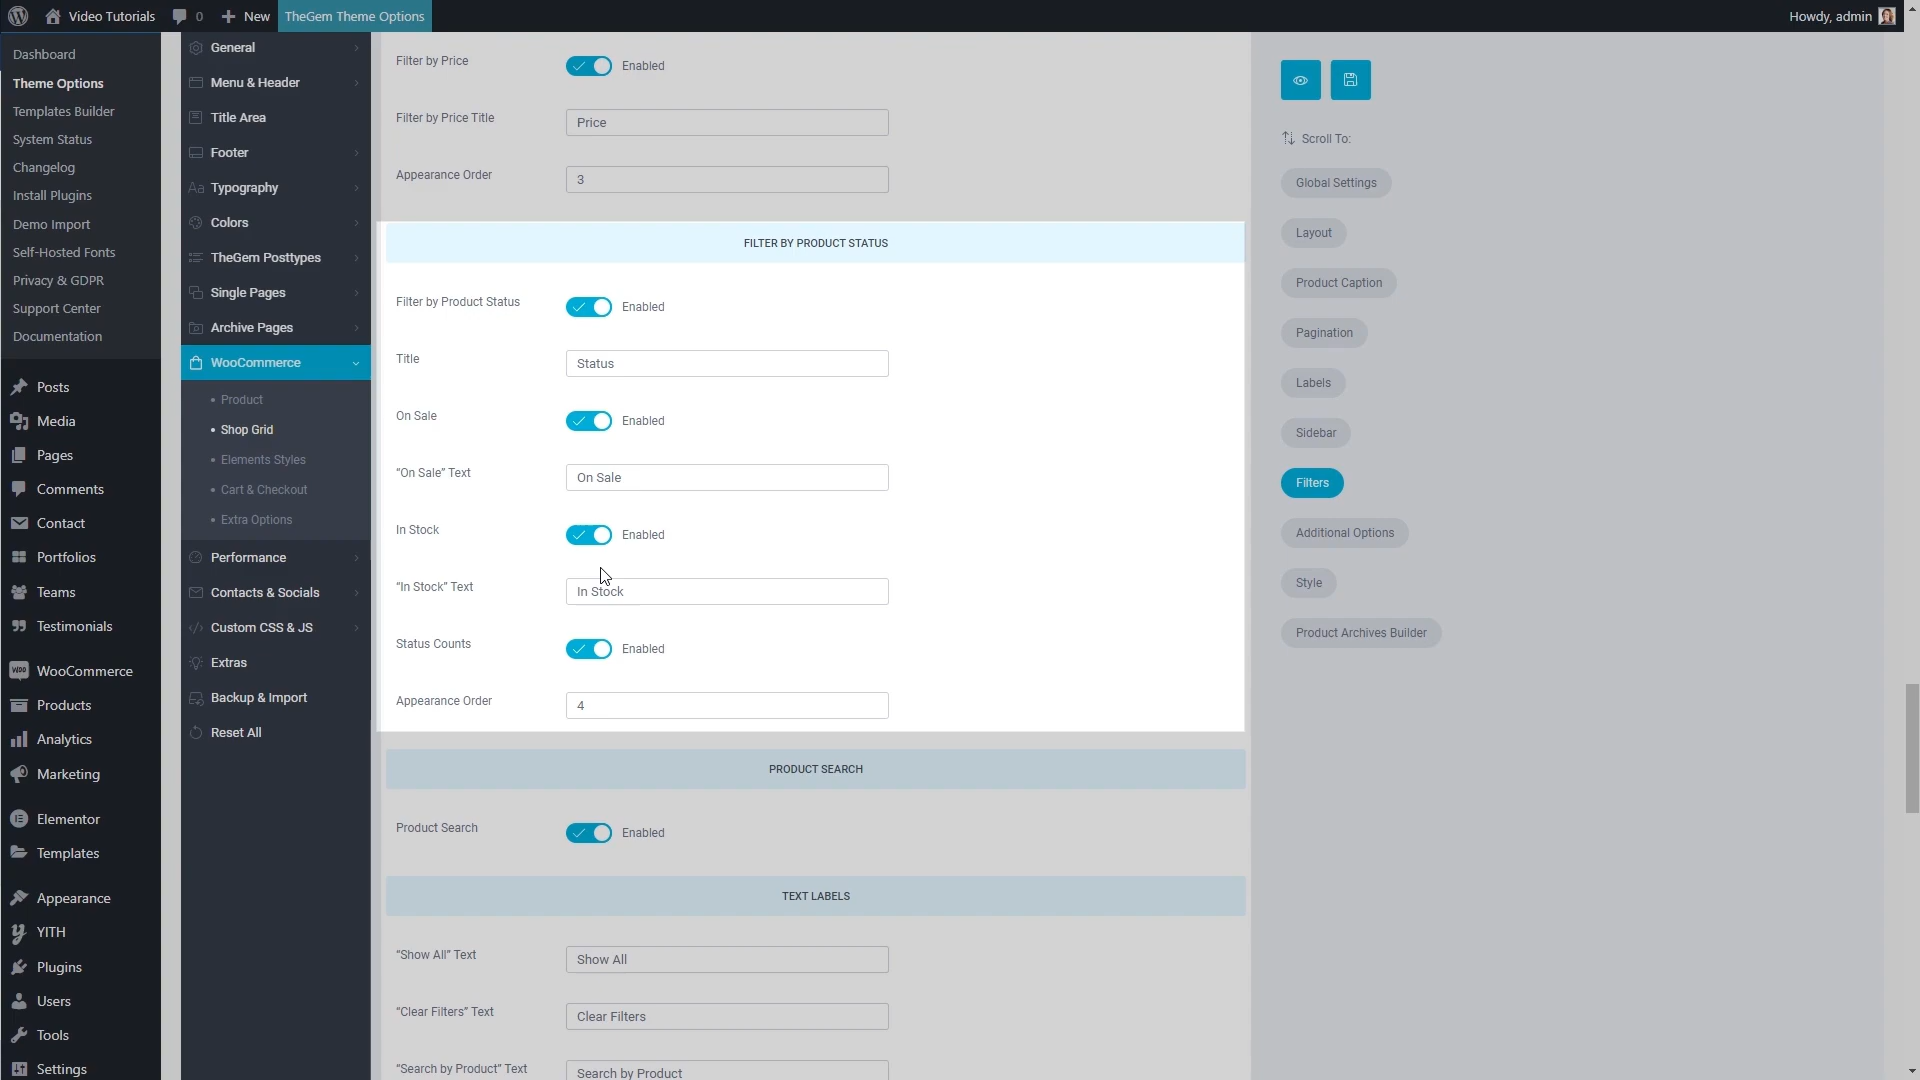 Video Tutorials
0
New
TheGem Theme Options
Howdy, admin
Dashboard
Theme Options
Templates Builder
System Status
Changelog
Install Plugins
Demo Import
Self-Hosted Fonts
Privacy & GDPR
Support Center
Documentation
Posts
Media
Pages
Comments
Contact
Portfolios
Teams
Testimonials
WooCommerce
Products
Analytics
Marketing
Elementor
Templates
Appearance
YITH
Plugins
Users
Tools
Settings
General
Menu & Header
Title Area
Footer
Typography
Colors
TheGem Posttypes
Single Pages
Archive Pages
WooCommerce
Product
Shop Grid
Elements Styles
Cart & Checkout
Extra Options
Performance
Contacts & Socials
Custom CSS & JS
Extras
Backup & Import
Reset All
Filter by Price
Enabled
Filter by Price Title
Price
Appearance Order
3
FILTER BY PRODUCT STATUS
Filter by Product Status
Enabled
Title
Status
On Sale
Enabled
“On Sale” Text
On Sale
In Stock
Enabled
“In Stock” Text
In Stock
Status Counts
Enabled
Appearance Order
4
PRODUCT SEARCH
Product Search
Enabled
TEXT LABELS
“Show All” Text
Show All
“Clear Filters” Text
Clear Filters
“Search by Product” Text
Search by Product
Scroll To:
Global Settings
Layout
Product Caption
Pagination
Labels
Sidebar
Filters
Additional Options
Style
Product Archives Builder